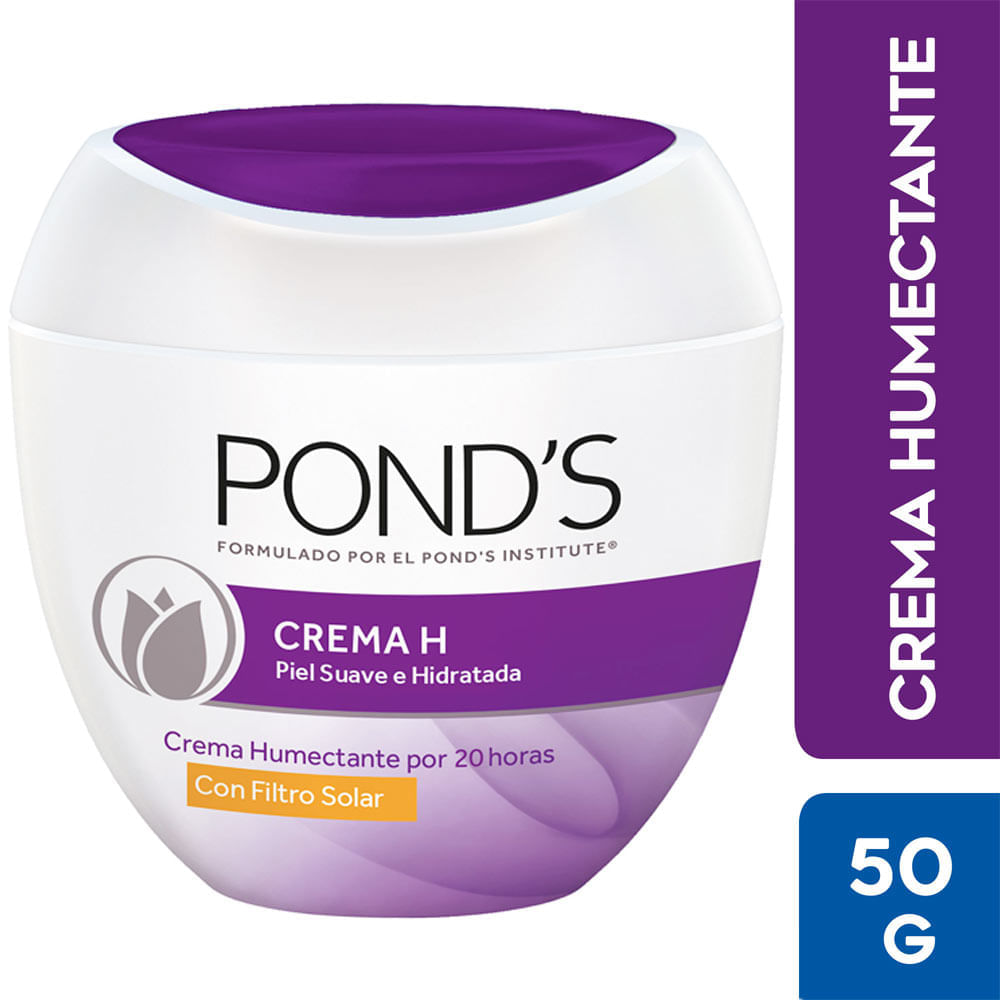 POND'S
FORMULADO POR EL POND'S INSTITUTE®
CREMA H
Piel Suave e Hidratada
Crema Humectante por 20 horas
Con Filtro Solar
CREMA HUMECTANTE
50
G